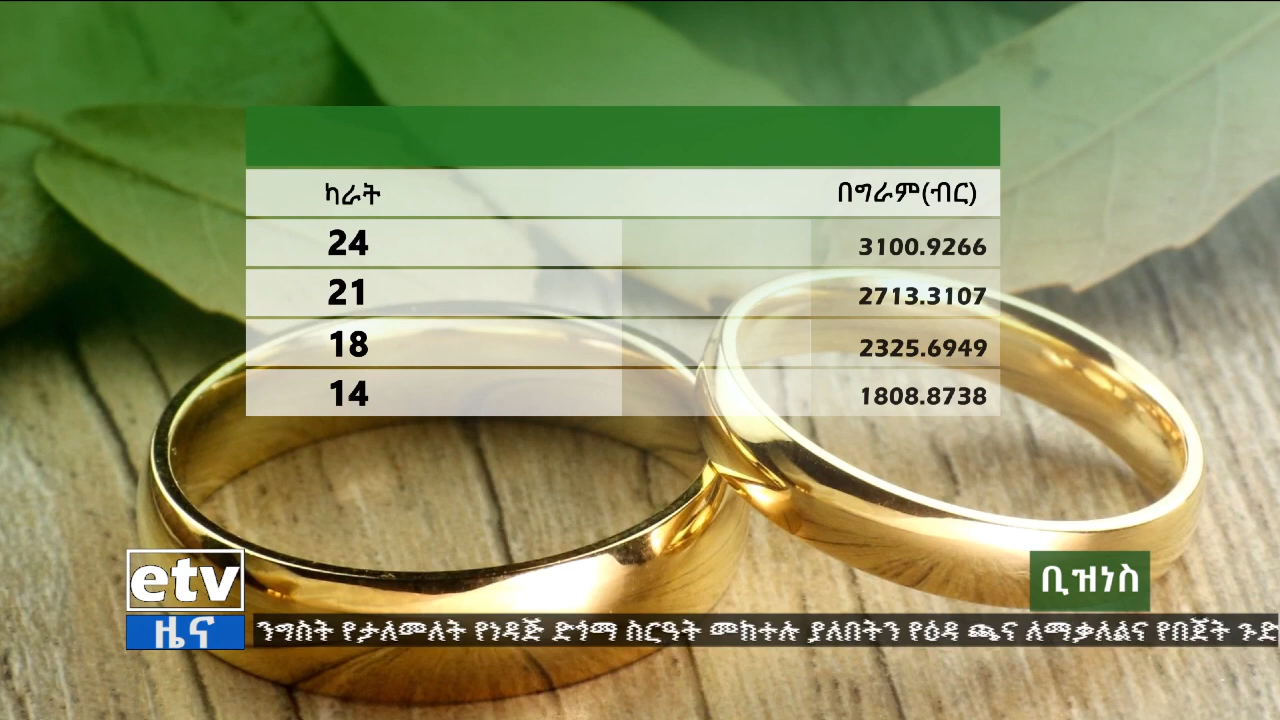 ካራት በግራም(ብር)
24 3100.9266
21 2713.3107
18 2325.6949
14 1808.8738
etv
ቢዝነስ
ዜና
ንግስት የታለመለት የነዳጅ ድጎማ ስርዓት መከተሉ ያለበትን የዕዳ ጫና ለማቃለልና የበጀት ጉድ